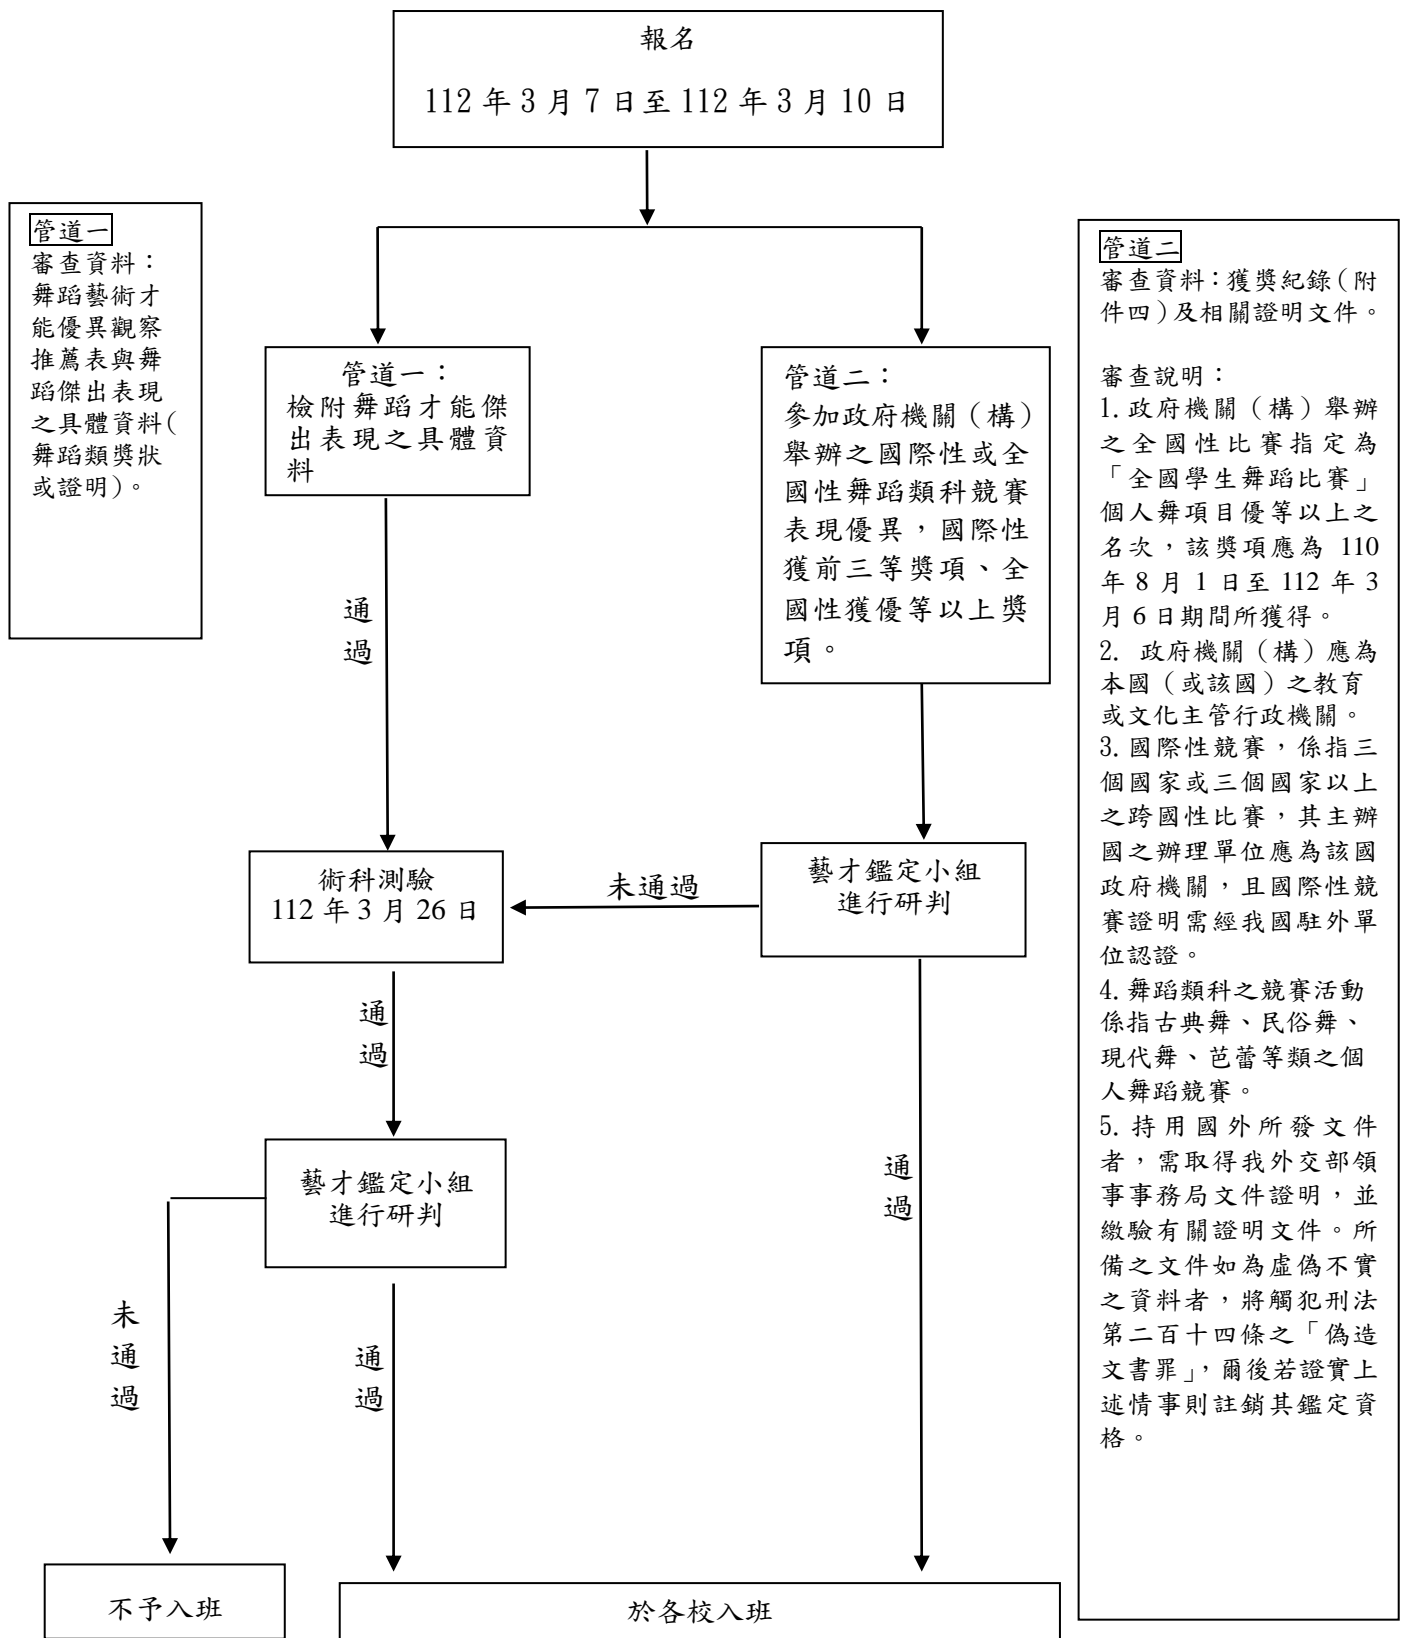 報名
112 年 3 月 7 日至 112 年 3 月 10 日
管道一
審查資料：
舞蹈藝術才
能優異觀察
推薦表與舞
蹈傑出表現
之具體資料(
舞蹈類獎狀
或證明)。
管道一：
檢附舞蹈才能傑
出表現之具體資
料
管道二：
參加政府機關（構）
舉辦之國際性或全
國性舞蹈類科競賽
表現優異，國際性
獲前三等獎項、全
國性獲優等以上獎
項。
管道二
審查資料：獲獎紀錄（附
件四）及相關證明文件。
審查說明：
1. 政府機關（構）舉辦
之全國性比賽指定為
「全國學生舞蹈比賽」
個人舞項目優等以上之
名次，該獎項應為 110
年 8 月 1 日至 112 年 3
月 6 日期間所獲得。
2. 政府機關（構）應為
本國（或該國）之教育
或文化主管行政機關。
3. 國際性競賽，係指三
個國家或三個國家以上
之跨國性比賽，其主辦
國之辦理單位應為該國
政府機關，且國際性競
賽證明需經我國駐外單
位認證。
4. 舞蹈類科之競賽活動
係指古典舞、民俗舞、
現代舞、芭蕾等類之個
人舞蹈競賽。
5. 持用國外所發文件
者，需取得我外交部領
事事務局文件證明，並
繳驗有關證明文件。所
備之文件如為虛偽不實
之資料者，將觸犯刑法
第二百十四條之「偽造
文書罪」，爾後若證實上
述情事則註銷其鑑定資
格。
通
過
術科測驗
112 年 3 月 26 日
未通過
藝才鑑定小組
進行研判
通
過
藝才鑑定小組
進行研判
通
過
未
通
過
通
過
不予入班
於各校入班